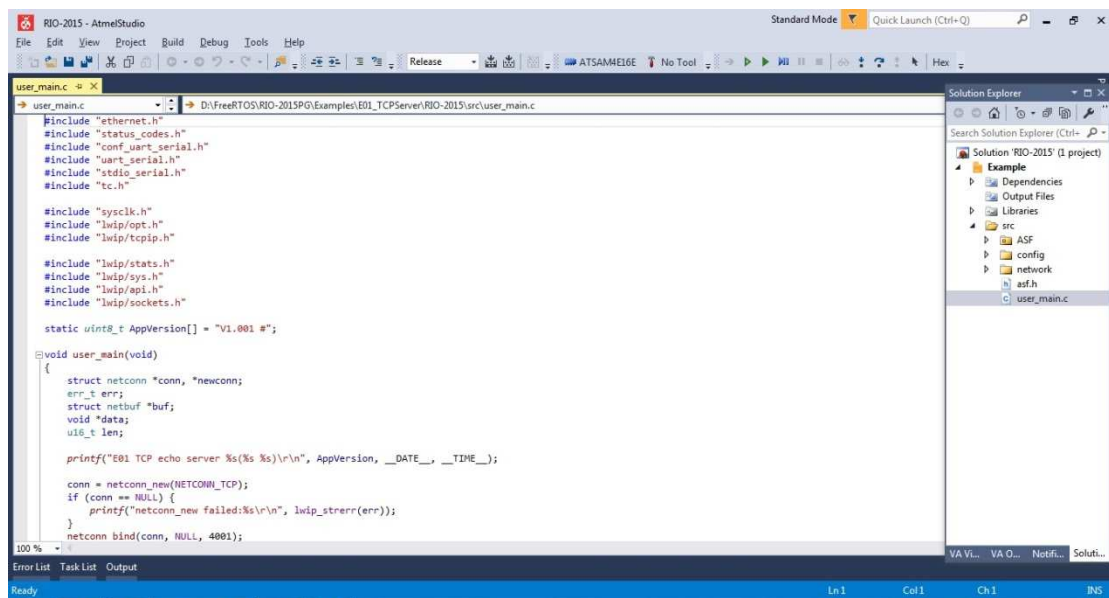 RIO-2015 - AtmelStudio
Standard Mode
Quick Launch (Ctrl+Q)
File Edit View Project Build Debug Tools Help
Release ATSAM4E16E No Tool Hex
user_main.c
user_main.c D:\FreeRTOS\RIO-2015PG\Examples\E01_TCPServer\RIO-2015\src\user_main.c
#include "ethernet.h"
#include "status_codes.h"
#include "conf_uart_serial.h"
#include "uart_serial.h"
#include "stdio_serial.h"
#include "tc.h"
#include "sysclk.h"
#include "lwip/opt.h"
#include "lwip/tcpip.h"
#include "lwip/stats.h"
#include "lwip/sys.h"
#include "lwip/api.h"
#include "lwip/sockets.h"
static uint8_t AppVersion[] = "V1.001 #";
void user_main(void)
{
struct netconn *conn, *newconn;
err_t err;
struct netbuf *buf;
void *data;
u16_t len;
printf("E01 TCP echo server %s(%s %s)\r\n", AppVersion, __DATE__, __TIME__);
conn = netconn_new(NETCONN_TCP);
if (conn == NULL) {
printf("netconn_new failed:%s\r\n", lwip_strerr(err));
}
netconn_bind(conn, NULL, 4001);
100 %
Solution Explorer
Search Solution Explorer (Ctrl+
Solution 'RIO-2015' (1 project)
Example
Dependencies
Output Files
Libraries
src
ASF
config
network
asf.h
user_main.c
VA Vi... VA O... Notifi... Soluti...
Error List Task List Output
Ready Ln 1 Col 1 Ch 1 INS